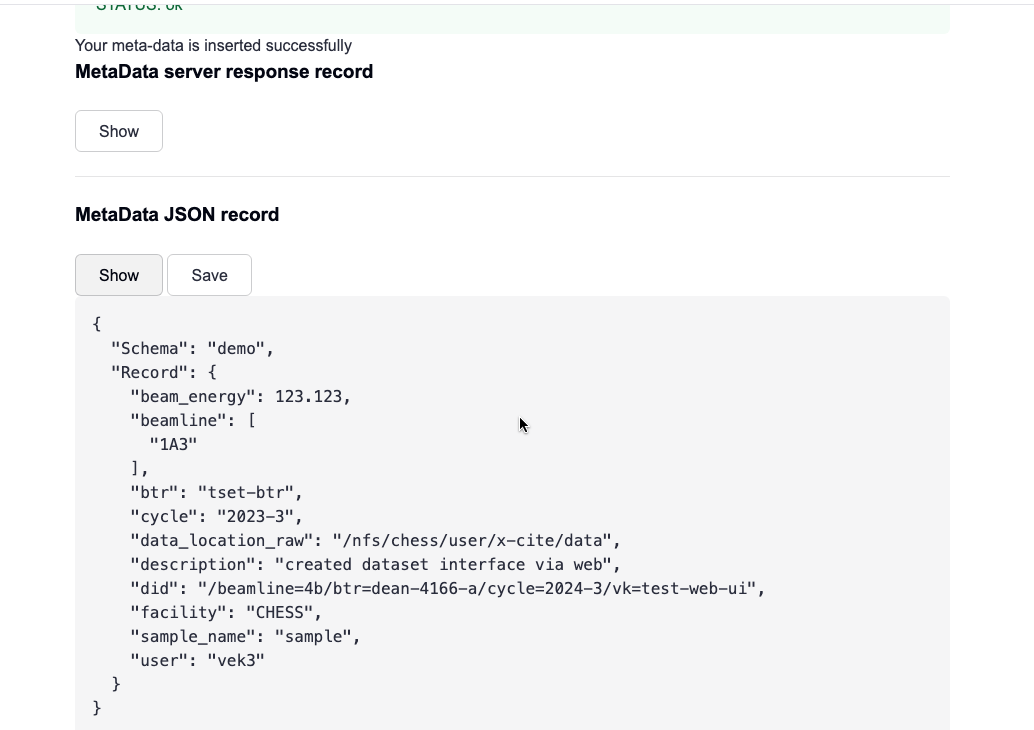 STATUS: ok
Your meta-data is inserted successfully
MetaData server response record
Show
MetaData JSON record
Show Save
{
  "Schema": "demo",
  "Record": {
    "beam_energy": 123.123,
    "beamline": [
      "1A3"
    ],
    "btr": "tset-btr",
    "cycle": "2023-3",
    "data_location_raw": "/nfs/chess/user/x-cite/data",
    "description": "created dataset interface via web",
    "did": "/beamline=4b/btr=dean-4166-a/cycle=2024-3/vk=test-web-ui",
    "facility": "CHESS",
    "sample_name": "sample",
    "user": "vek3"
  }
}